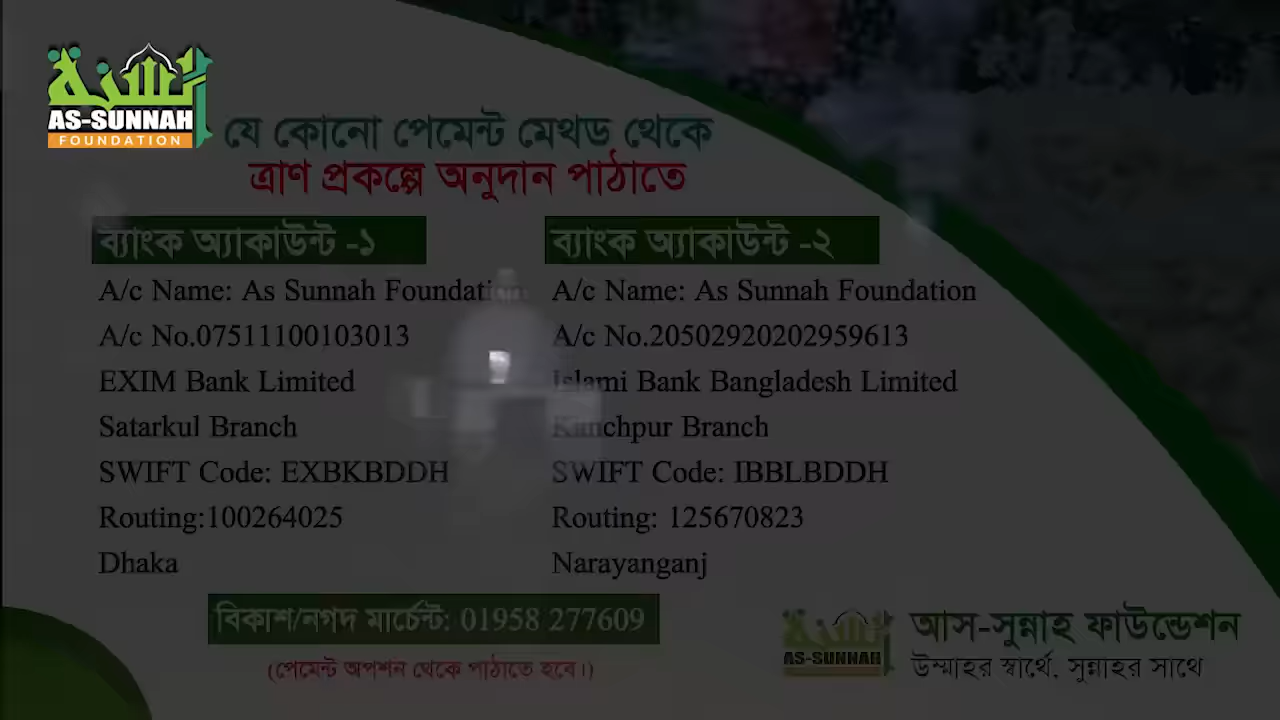 AS-SUNNAH
FOUNDATION
যে কোনো পেমেন্ট মেথড থেকে
ত্রাণ প্রকল্পে অনুদান পাঠাতে
ব্যাংক অ্যাকাউন্ট -১
A/c Name: As Sunnah Foundation
A/c No.07511100103013
EXIM Bank Limited
Satarkul Branch
SWIFT Code: EXBKBDDH
Routing:100264025
Dhaka
ব্যাংক অ্যাকাউন্ট -২
A/c Name: As Sunnah Foundation
A/c No.20502920202959613
Islami Bank Bangladesh Limited
Kanchpur Branch
SWIFT Code: IBBLBDDH
Routing: 125670823
Narayanganj
বিকাশ/নগদ মার্চেন্ট: 01958 277609
(পেমেন্ট অপশন থেকে পাঠাতে হবে।)
AS-SUNNAH
আস-সুন্নাহ ফাউন্ডেশন
উম্মাহর স্বার্থে, সুন্নাহর সাথে